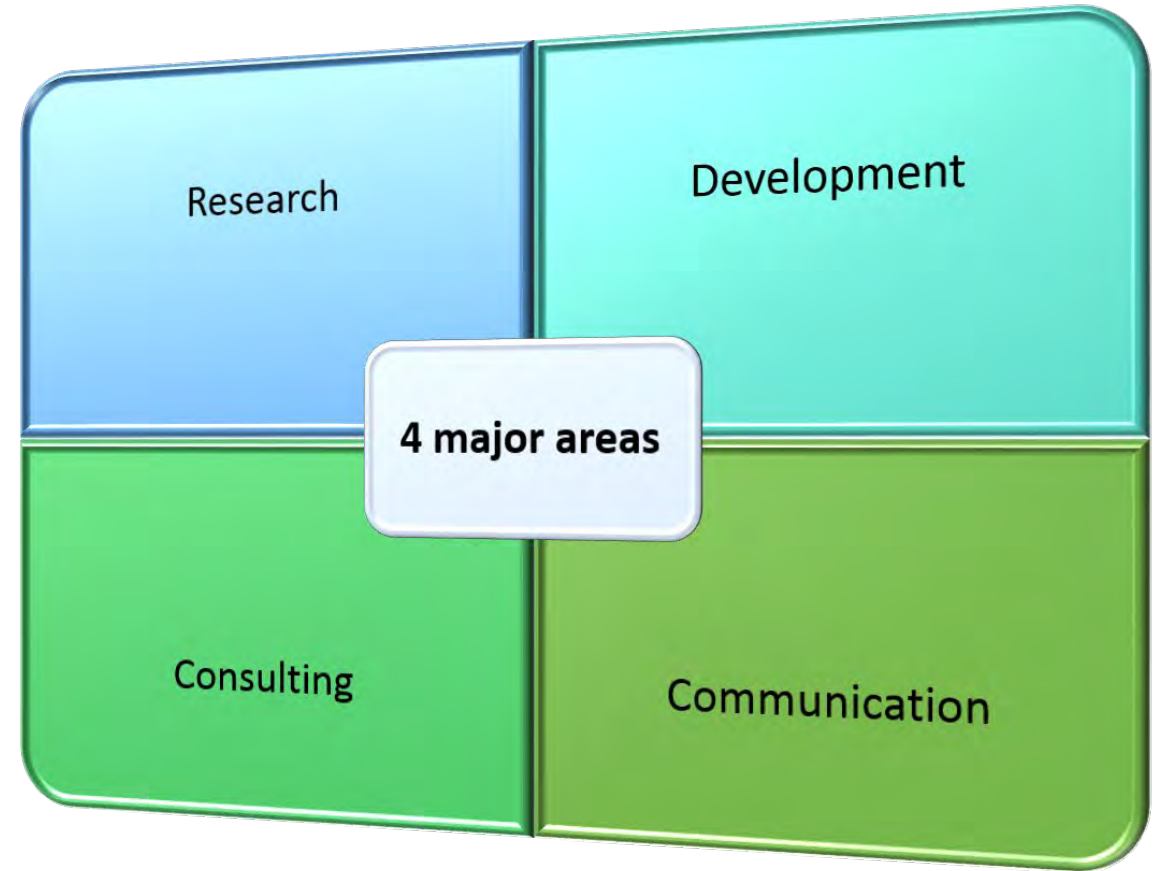 Research
Development
4 major areas
Consulting
Communication